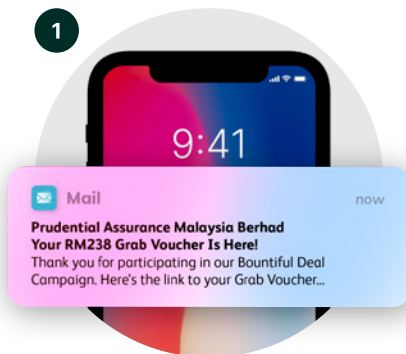 1
9:41
Mail now
Prudential Assurance Malaysia Berhad
Your RM238 Grab Voucher Is Here!
Thank you for participating in our Bountiful Deal
Campaign. Here's the link to your Grab Voucher...